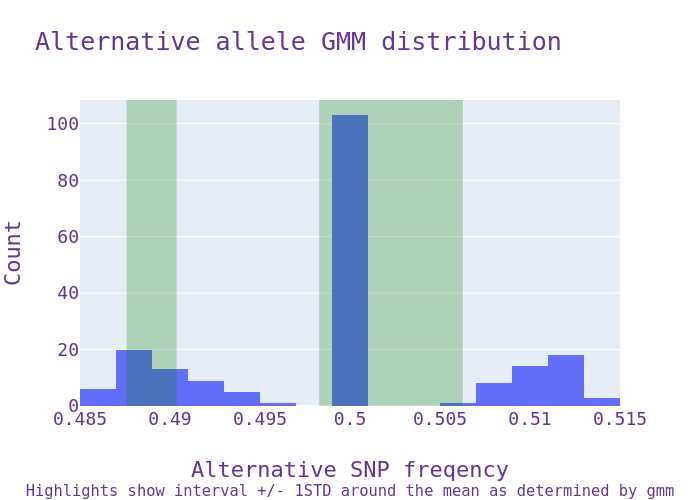 Alternative allele GMM distribution
100
80
60
40
20
0
Count
0.485 0.49 0.495 0.5 0.505 0.51 0.515
Alternative SNP freqency
Highlights show interval +/- 1STD around the mean as determined by gmm